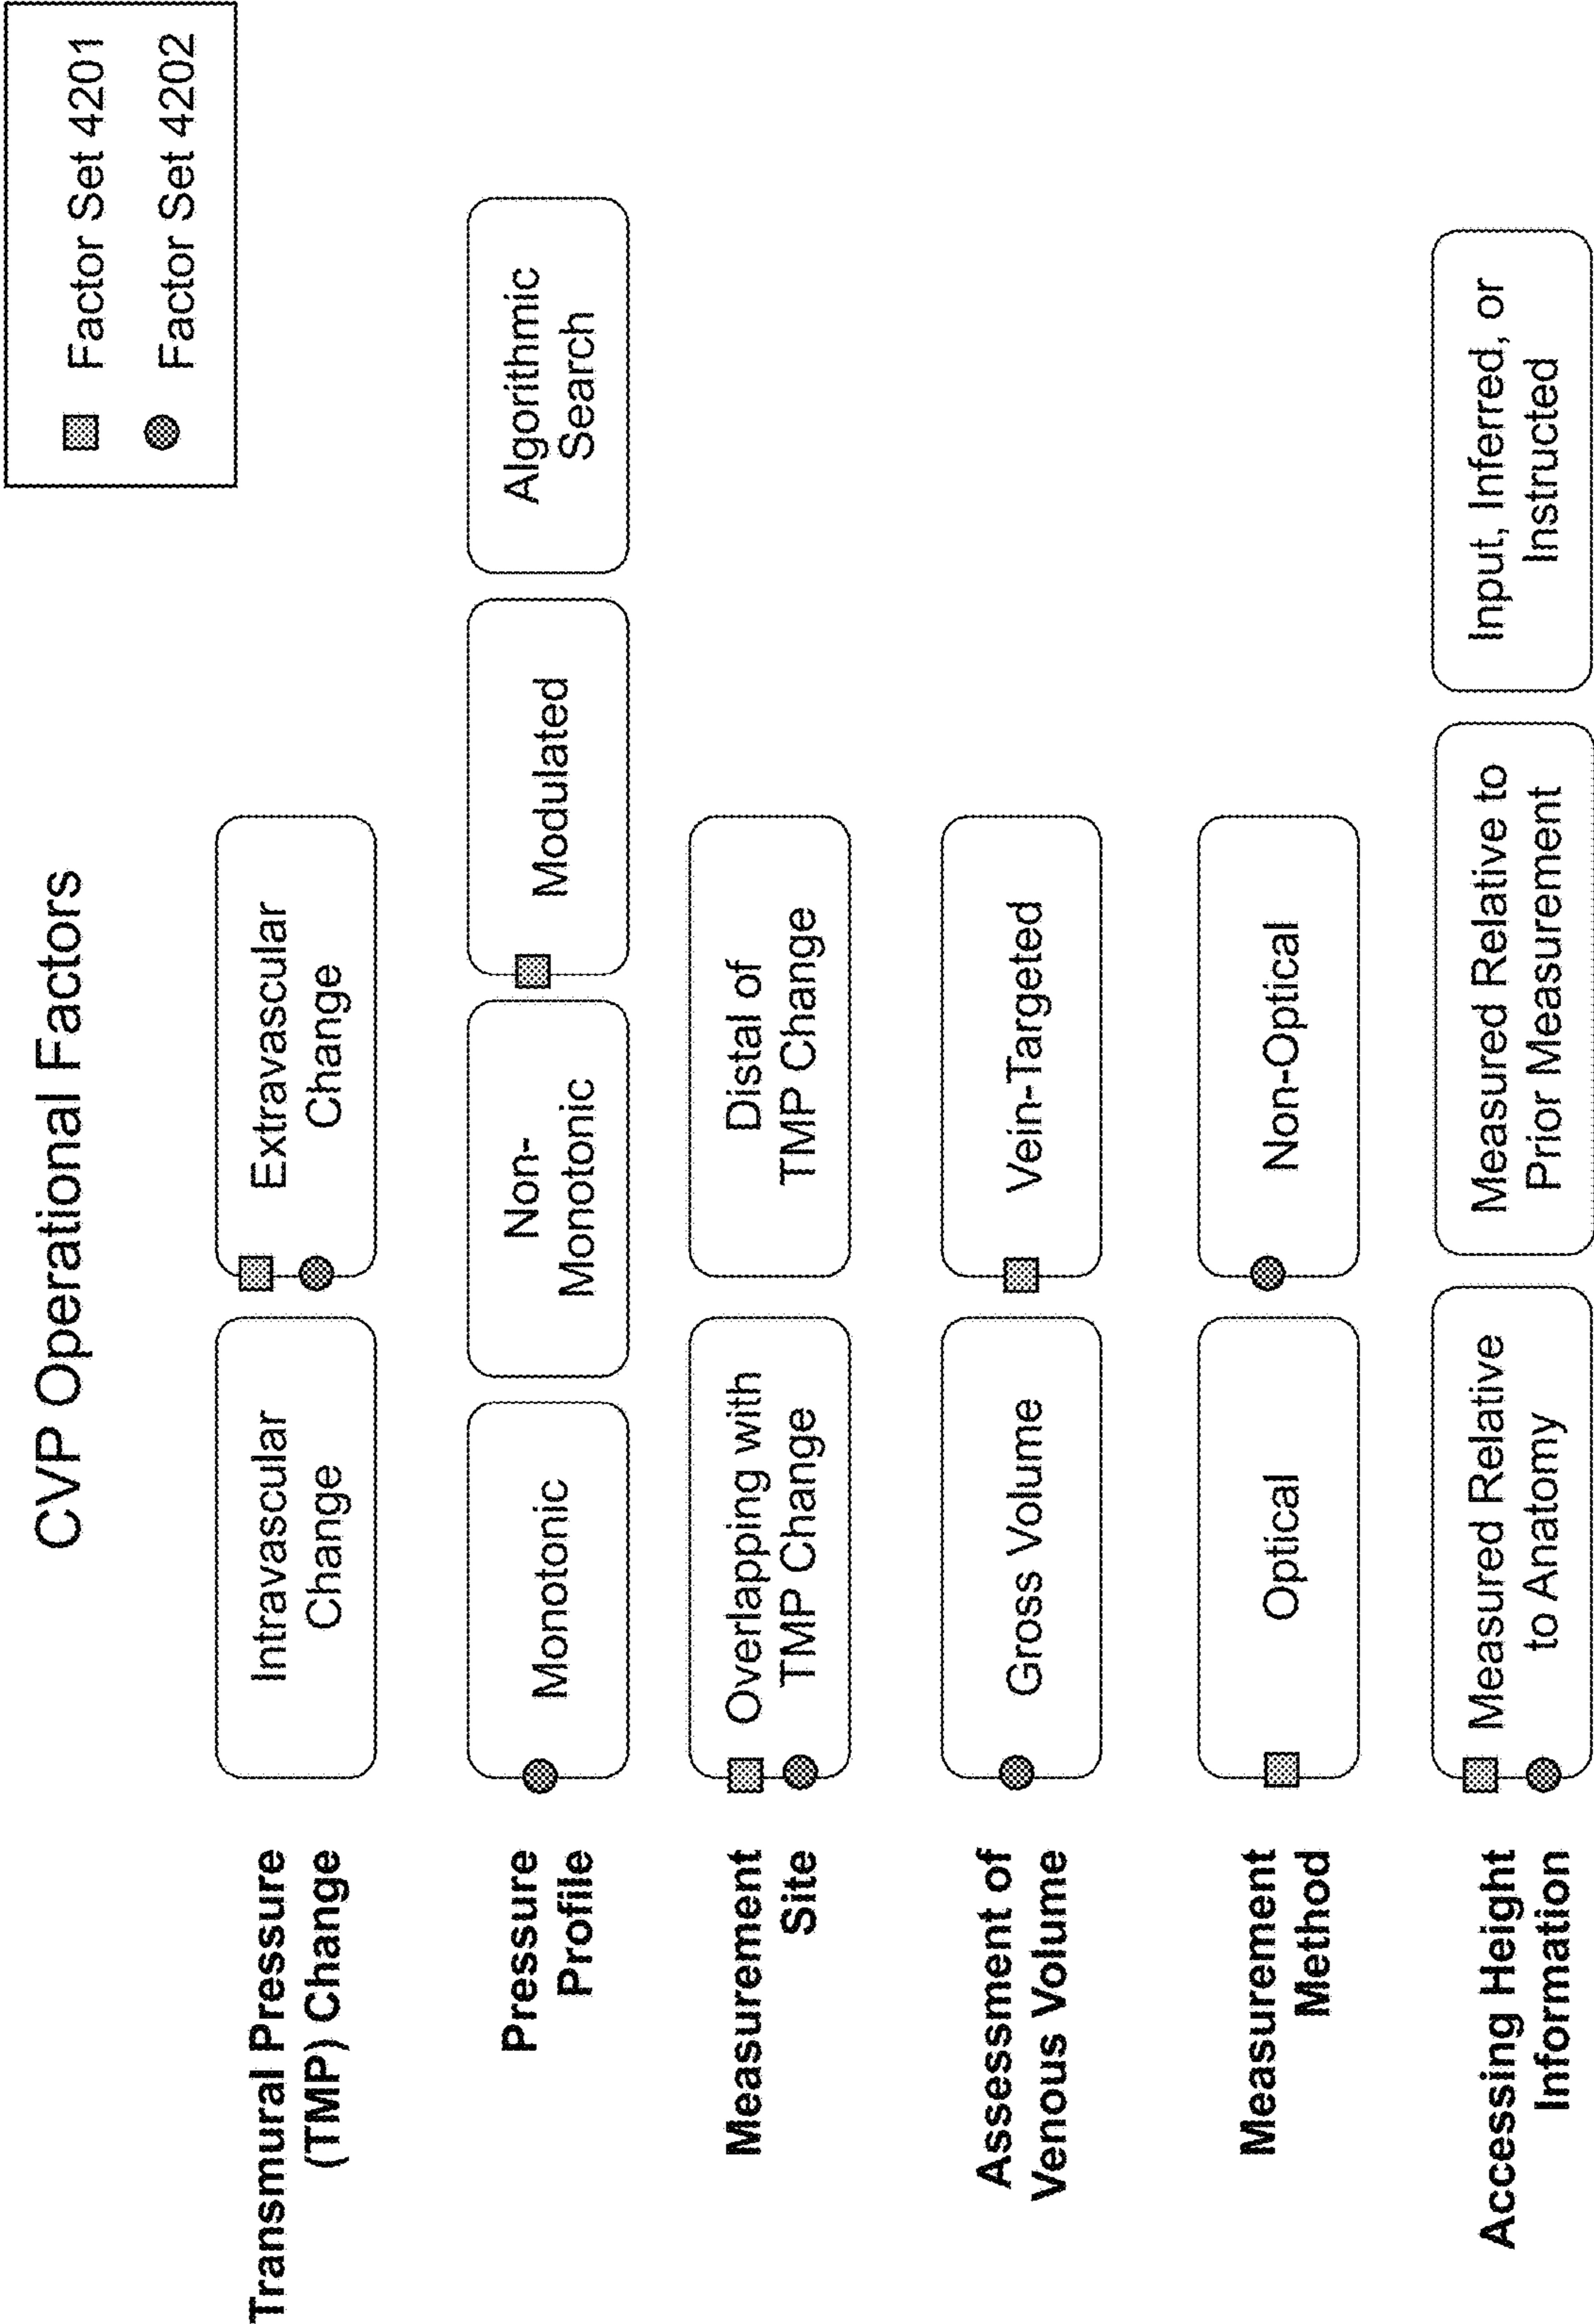 CVP Operational Factors
Factor Set 4201
Factor Set 4202
Transmural Pressure
(TMP) Change
Intravascular
Change
Extravascular
Change
Pressure
Profile
Monotonic
Non-
Monotonic
Modulated
Algorithmic
Search
Measurement
Site
Overlapping with
TMP Change
Distal of
TMP Change
Assessment of
Venous Volume
Gross Volume
Vein-Targeted
Measurement
Method
Optical
Non-Optical
Accessing Height
Information
Measured Relative
to Anatomy
Measured Relative to
Prior Measurement
Input, Inferred, or
Instructed